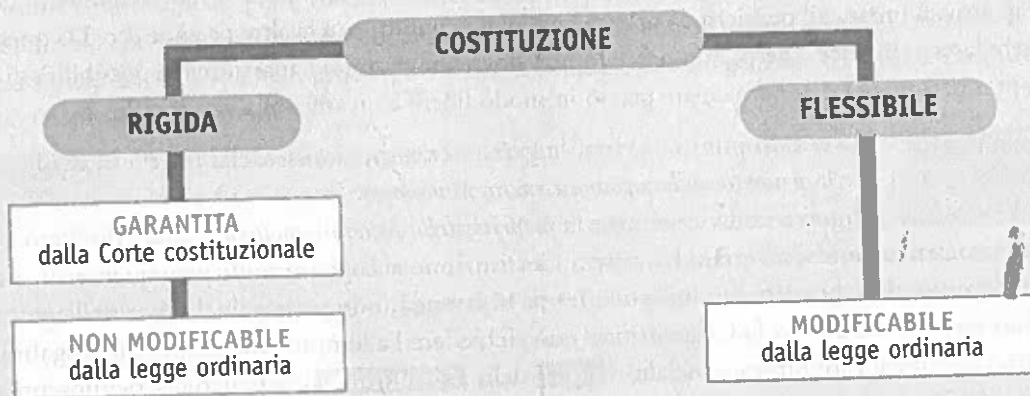 COSTITUZIONE
RIGIDA
FLESSIBILE
GARANTITA
dalla Corte costituzionale
NON MODIFICABILE
dalla legge ordinaria
MODIFICABILE
dalla legge ordinaria